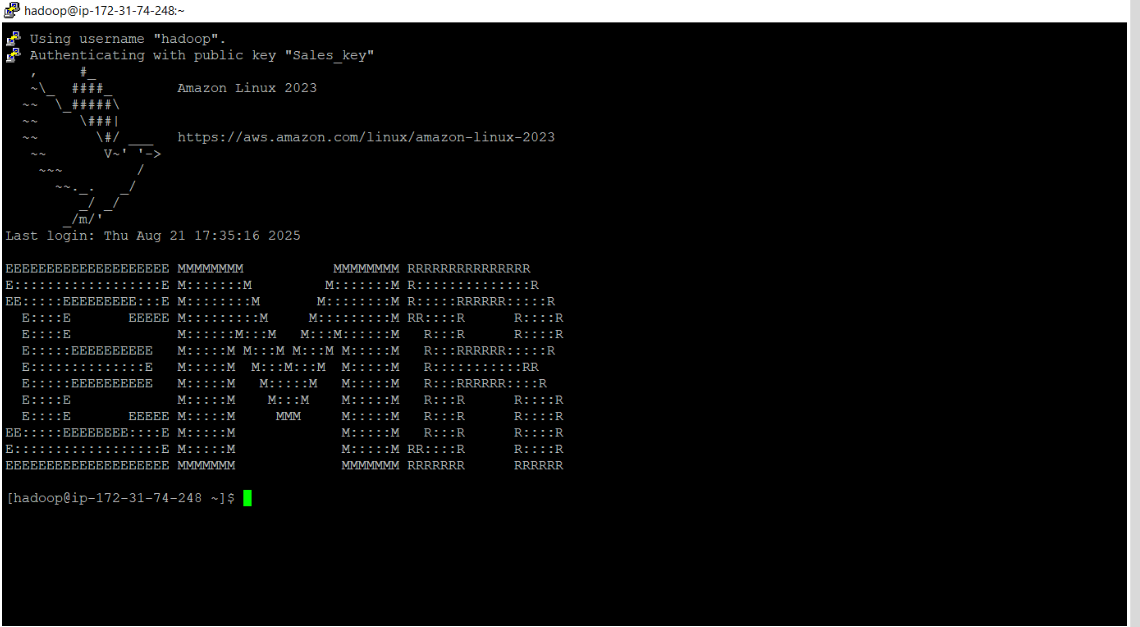 hadoop@ip-172-31-74-248:~
Using username "hadoop".
Authenticating with public key "Sales_key"
   ,     #_
   ~\_  ####_        Amazon Linux 2023
  ~~  \_#####\
  ~~     \###|
  ~~       \#/ ___   https://aws.amazon.com/linux/amazon-linux-2023
   ~~       V~' '->
    ~~~         /
      ~~._.   _/
         _/ _/
       _/m/'
Last login: Thu Aug 21 17:35:16 2025
EEEEEEEEEEEEEEEEEEEE MMMMMMMM           MMMMMMMM RRRRRRRRRRRRRRR
E::::::::::::::::::E M:::::::M         M:::::::M R::::::::::::::R
EE:::::EEEEEEEEE:::E M::::::::M       M::::::::M R:::::RRRRRR:::::R
  E::::E       EEEEE M:::::::::M     M:::::::::M RR::::R      R::::R
  E::::E             M::::::M:::M   M:::M::::::M   R:::R      R::::R
  E:::::EEEEEEEEEE   M:::::M M:::M M:::M M:::::M   R:::RRRRRR:::::R
  E::::::::::::::E   M:::::M  M:::M:::M  M:::::M   R:::::::::::RR
  E:::::EEEEEEEEEE   M:::::M   M:::::M   M:::::M   R:::RRRRRR::::R
  E::::E             M:::::M    M:::M    M:::::M   R:::R      R::::R
  E::::E       EEEEE M:::::M     MMM     M:::::M   R:::R      R::::R
EE:::::EEEEEEEE::::E M:::::M             M:::::M   R:::R      R::::R
E::::::::::::::::::E M:::::M             M:::::M RR::::R      R::::R
EEEEEEEEEEEEEEEEEEEE MMMMMMM             MMMMMMM RRRRRRR      RRRRRR
[hadoop@ip-172-31-74-248 ~]$